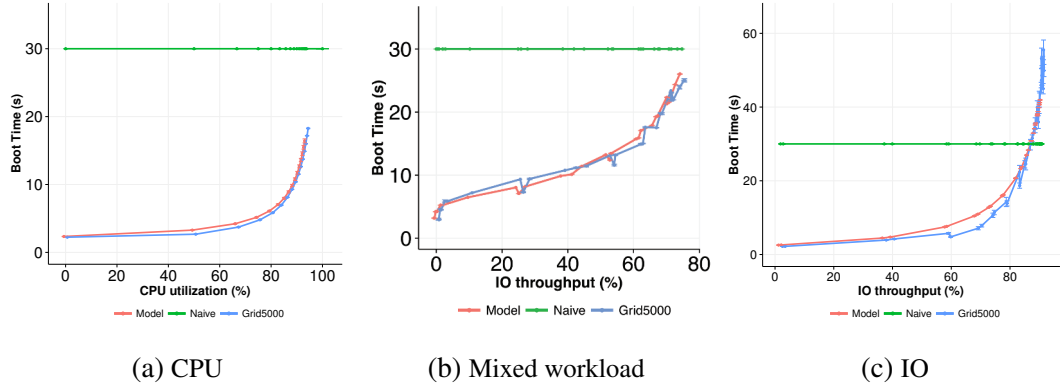 30
20
10
0
Boot Time (s)
0
20
40
60
80
100
CPU utilization (%)
Model
Naive
Grid5000
(a) CPU
30
20
10
0
Boot Time (s)
0
20
40
60
80
IO throughput (%)
Model
Naive
Grid5000
(b) Mixed workload
60
40
20
0
Boot Time (s)
0
20
40
60
80
IO throughput (%)
Model
Naive
Grid5000
(c) IO